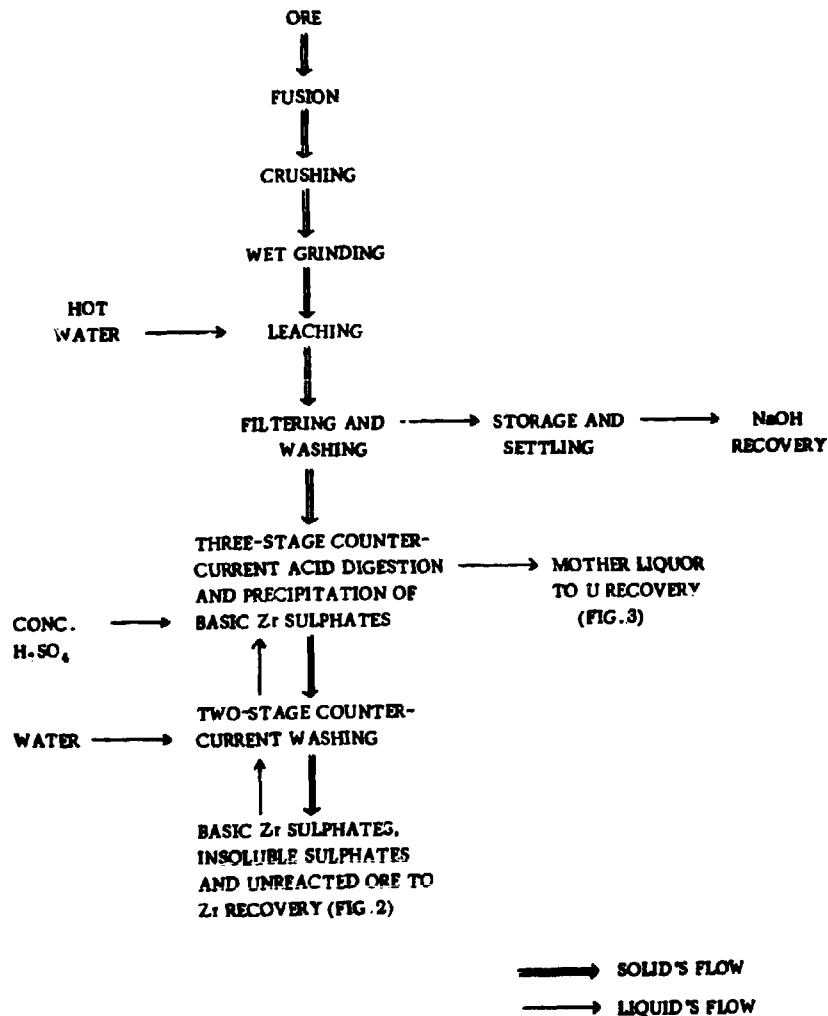 ORE
FUSION
CRUSHING
WET GRINDING
HOT
WATER
LEACHING
FILTERING AND
WASHING
STORAGE AND
SETTLING
NaOH
RECOVERY
THREE-STAGE COUNTER-
CURRENT ACID DIGESTION
AND PRECIPITATION OF
BASIC Zr SULPHATES
MOTHER LIQUOR
TO U RECOVERY
(FIG.3)
CONC.
H₂SO₄
TWO-STAGE COUNTER-
CURRENT WASHING
WATER
BASIC Zr SULPHATES,
INSOLUBLE SULPHATES
AND UNREACTED ORE TO
Zr RECOVERY (FIG.2)
SOLID'S FLOW
LIQUID'S FLOW